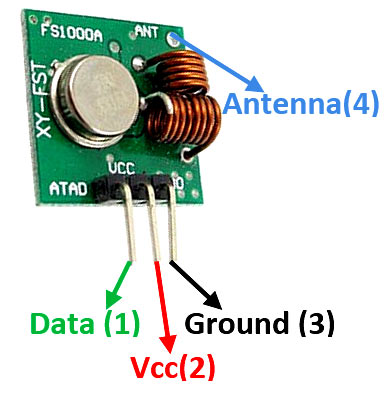 FS1000A ANT
XY-FST
Antenna(4)
VCC
ATAD
Data (1)
Ground (3)
Vcc(2)